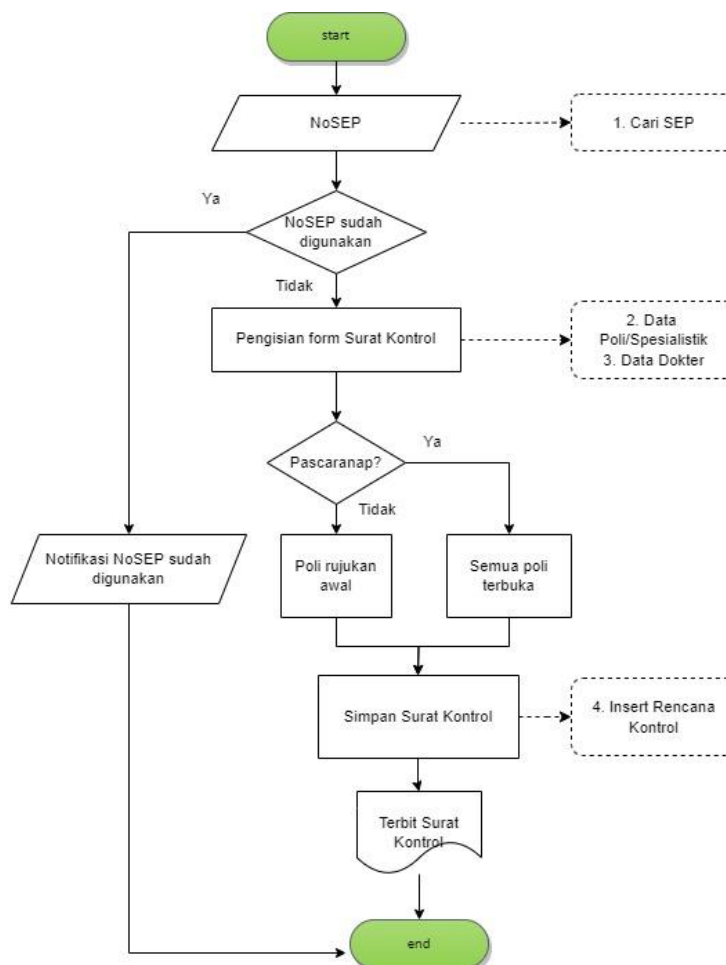 start
NoSEP
1. Cari SEP
Ya
NoSEP sudah
digunakan
Tidak
Pengisian form Surat Kontrol
2. Data
Poli/Spesialistik
3. Data Dokter
Pascaranap?
Ya
Tidak
Notifikasi NoSEP sudah
digunakan
Poli rujukan
awal
Semua poli
terbuka
Simpan Surat Kontrol
4. Insert Rencana
Kontrol
Terbit Surat
Kontrol
end